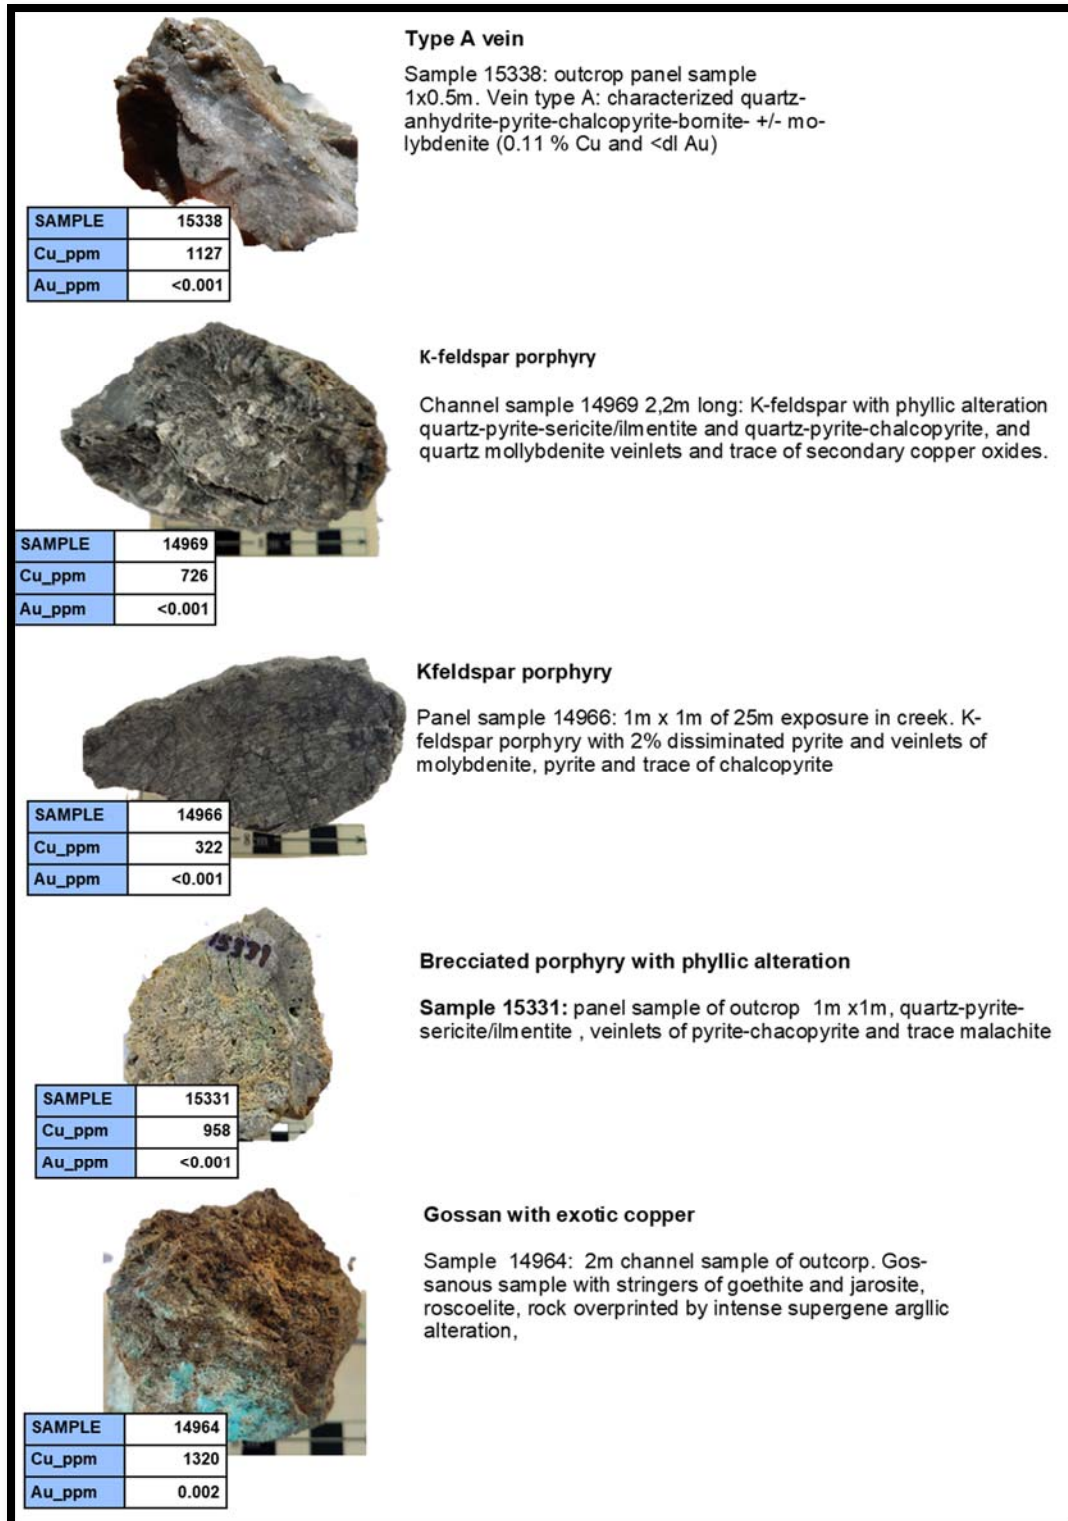 Type A vein
Sample 15338: outcrop panel sample
1x0.5m. Vein type A: characterized quartz-
anhydrite-pyrite-chalcopyrite-bornite- +/- mo-
lybdenite (0.11 % Cu and <dl Au)
SAMPLE 15338
Cu_ppm 1127
Au_ppm <0.001
K-feldspar porphyry
Channel sample 14969 2,2m long: K-feldspar with phyllic alteration
quartz-pyrite-sericite/ilmentite and quartz-pyrite-chalcopyrite, and
quartz mollybdenite veinlets and trace of secondary copper oxides.
SAMPLE 14969
Cu_ppm 726
Au_ppm <0.001
Kfeldspar porphyry
Panel sample 14966: 1m x 1m of 25m exposure in creek. K-
feldspar porphyry with 2% dissiminated pyrite and veinlets of
molybdenite, pyrite and trace of chalcopyrite
SAMPLE 14966
Cu_ppm 322
Au_ppm <0.001
15331
Brecciated porphyry with phyllic alteration
Sample 15331: panel sample of outcrop 1m x1m, quartz-pyrite-
sericite/ilmentite , veinlets of pyrite-chacopyrite and trace malachite
SAMPLE 15331
Cu_ppm 958
Au_ppm <0.001
Gossan with exotic copper
Sample 14964: 2m channel sample of outcorp. Gos-
sanous sample with stringers of goethite and jarosite,
roscoelite, rock overprinted by intense supergene argllic
alteration,
SAMPLE 14964
Cu_ppm 1320
Au_ppm 0.002